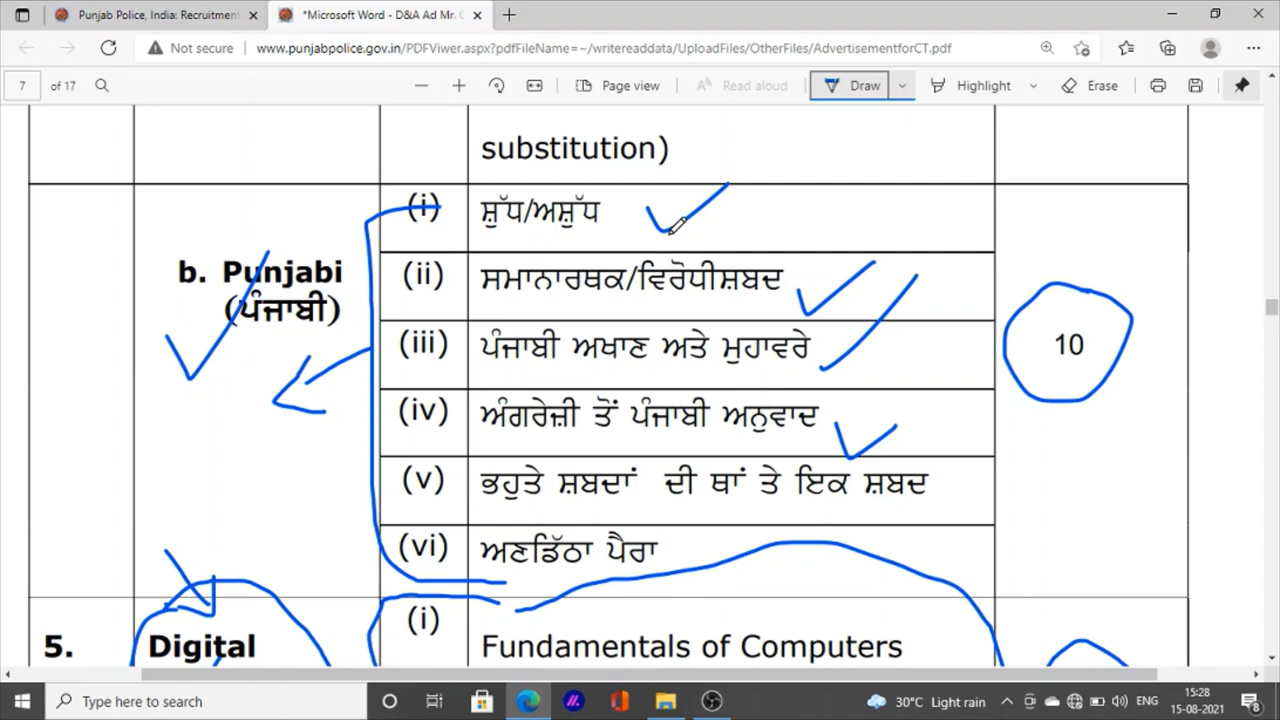 Punjab Police, India: Recruitment
*Microsoft Word - D&A Ad Mr.
Not secure
www.punjabpolice.gov.in/PDFViwer.aspx?pdfFileName=~/writereaddata/UploadFiles/OtherFiles/AdvertisementforCT.pdf
7 of 17
Page view
Read aloud
Draw
Highlight
Erase
substitution)
(i) ਸ਼ੁੱਧ/ਅਸ਼ੁੱਧ
b. Punjabi
(ਪੰਜਾਬੀ)
(ii) ਸਮਾਨਾਰਥਕ/ਵਿਰੋਧੀਸ਼ਬਦ
(iii) ਪੰਜਾਬੀ ਅਖਾਣ ਅਤੇ ਮੁਹਾਵਰੇ
10
(iv) ਅੰਗਰੇਜ਼ੀ ਤੋਂ ਪੰਜਾਬੀ ਅਨੁਵਾਦ
(v) ਭਹੁਤੇ ਸ਼ਬਦਾਂ ਦੀ ਥਾਂ ਤੇ ਇਕ ਸ਼ਬਦ
(vi) ਅਣਡਿੱਠਾ ਪੈਰਾ
5. Digital
(i) Fundamentals of Computers
Type here to search
30°C Light rain
ENG
15:28
15-08-2021
8